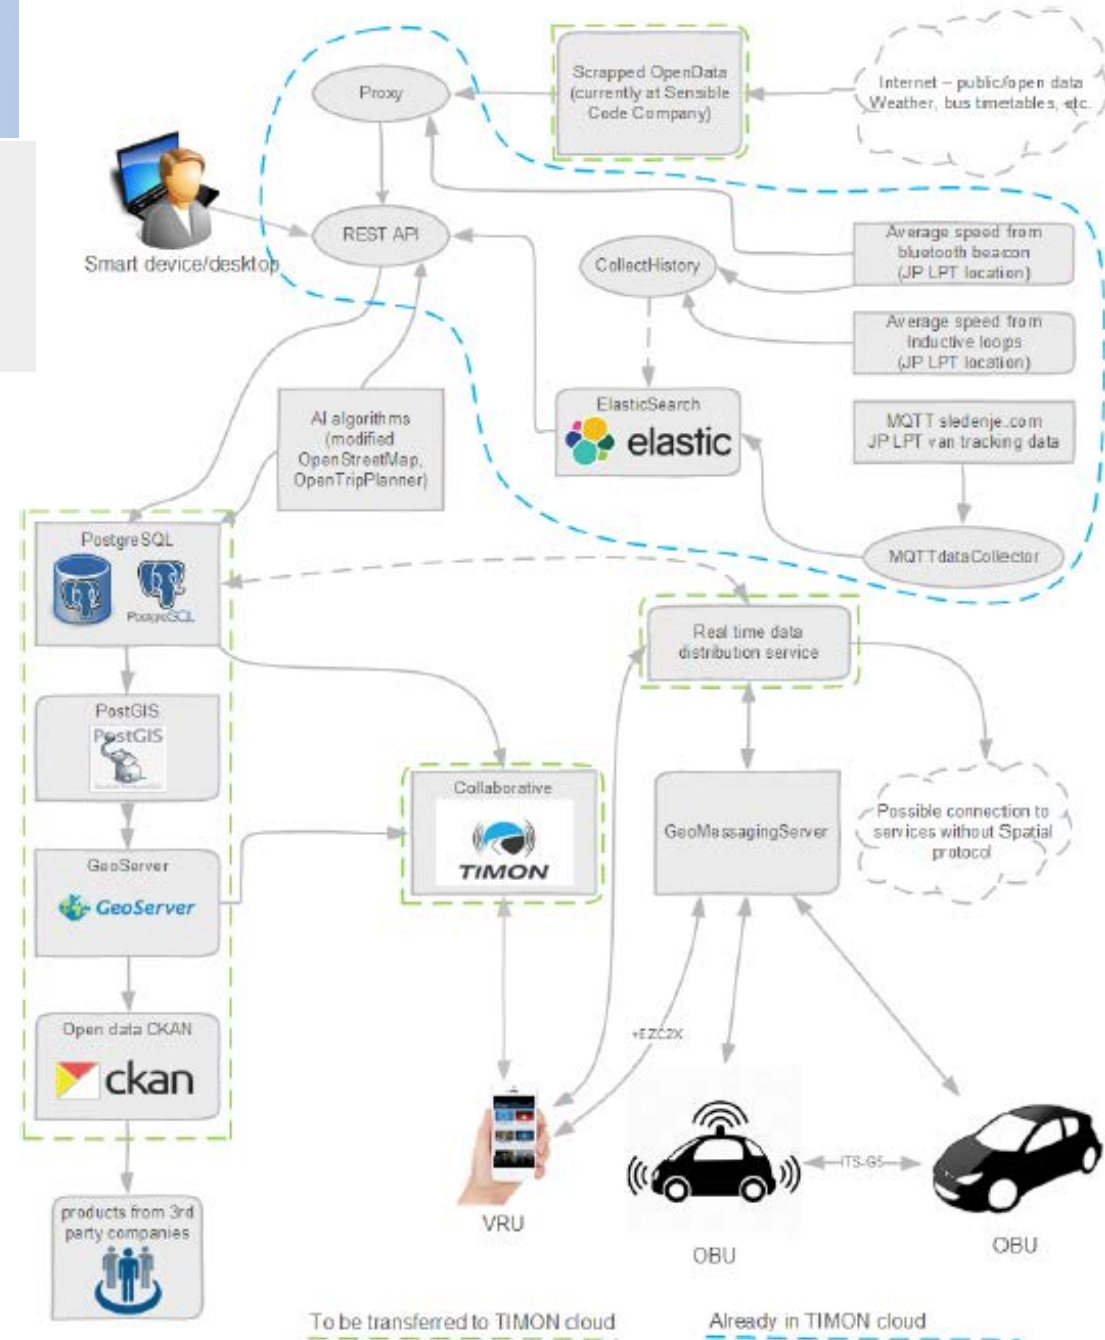 Scrapped OpenData
(currently at Sensible
Code Company)
Internet – public/open data
Weather, bus timetables, etc.
Proxy
REST API
Smart device/desktop
CollectHistory
Average speed from
bluetooth beacon
(JP LPT location)
Average speed from
Inductive loops
(JP LPT location)
ElasticSearch
elastic
MQTT sledenje.com
JP LPT van tracking data
AI algorithms
(modified
OpenStreetMap,
OpenTripPlanner)
MQTTdataCollector
PostgreSQL
PostgreSQL
Real time data
distribution service
PostGIS
PostGIS
Collaborative
TIMON
GeoMessagingServer
Possible connection to
services without Spatial
protocol
GeoServer
GeoServer
Open data CKAN
ckan
+EZC2X
ITS-G5
VRU
OBU
OBU
products from 3rd
party companies
To be transferred to TIMON cloud
Already in TIMON cloud